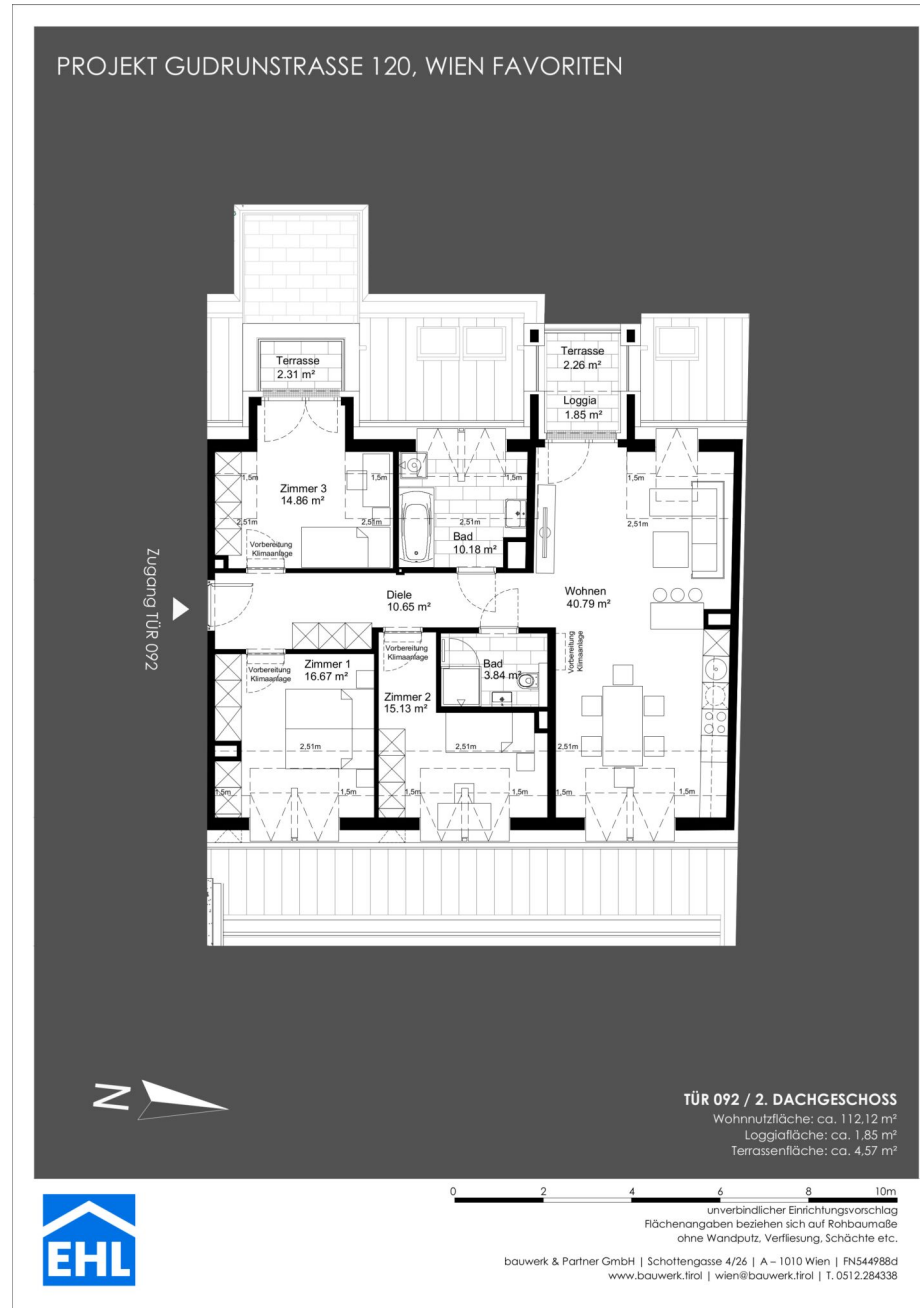 PROJEKT GUDRUNSTRASSE 120, WIEN FAVORITEN
Terrasse
2.31 m²
Terrasse
2.26 m²
Loggia
1.85 m²
1,5m
1,5m
1,5m
1,5m
1,5m
Zimmer 3
14.86 m²
2,51m
2,51m
2,51m
2,51m
Bad
10.18 m²
Vorbereitung
Klimaanlage
Zugang TÜR 092
Diele
10.65 m²
Wohnen
40.79 m²
Vorbereitung
Klimaanlage
Zimmer 1
16.67 m²
Vorbereitung
Klimaanlage
Zimmer 2
15.13 m²
Bad
3.84 m²
Vorbereitung
Klimaanlage
2,51m
2,51m
2,51m
1,5m
1,5m
1,5m
1,5m
1,5m
1,5m
N
TÜR 092 / 2. DACHGESCHOSS
Wohnnutzfläche: ca. 112,12 m²
Loggiafläche: ca. 1,85 m²
Terrassenfläche: ca. 4,57 m²
0 2 4 6 8 10m
unverbindlicher Einrichtungsvorschlag
Flächenangaben beziehen sich auf Rohbaumaße
ohne Wandputz, Verfliesung, Schächte etc.
EHL
bauwerk & Partner GmbH | Schottengasse 4/26 | A – 1010 Wien | FN544988d
www.bauwerk.tirol | wien@bauwerk.tirol | T. 0512.284338